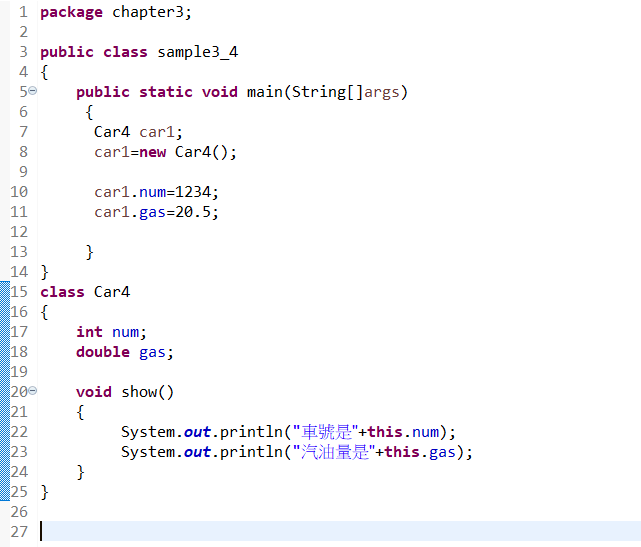 1 package chapter3;
2
3 public class sample3_4
4 {
5 public static void main(String[]args)
6 {
7 Car4 car1;
8 car1=new Car4();
9
10 car1.num=1234;
11 car1.gas=20.5;
12
13 }
14 }
15 class Car4
16 {
17 int num;
18 double gas;
19
20 void show()
21 {
22 System.out.println("車號是"+this.num);
23 System.out.println("汽油量是"+this.gas);
24 }
25 }
26
27